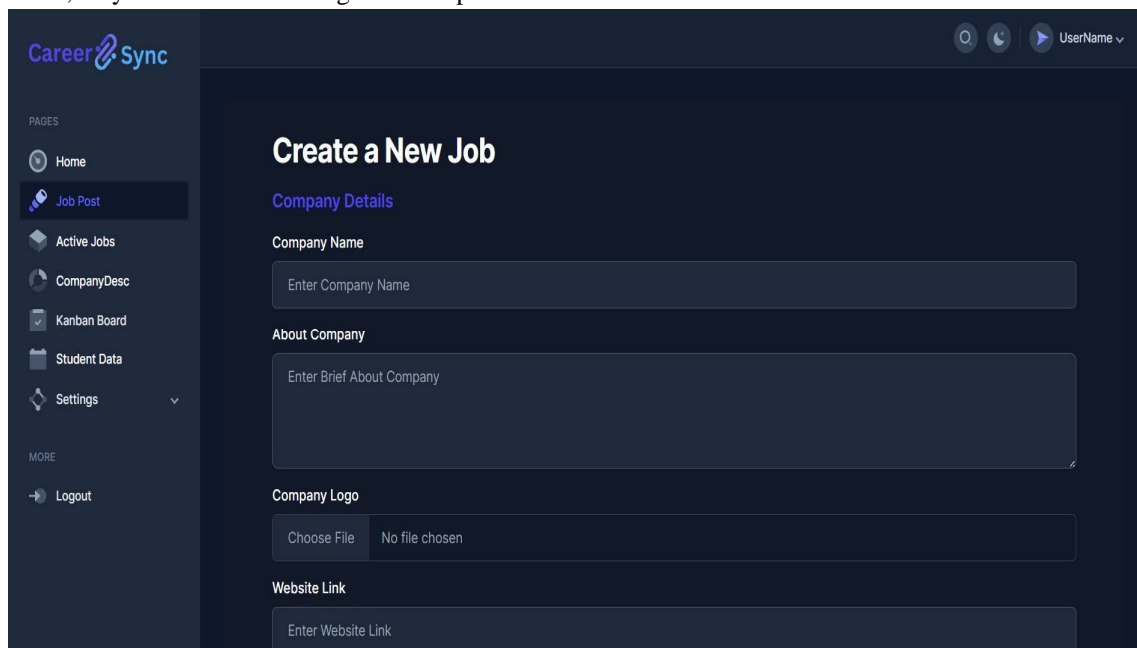 Career Sync
UserName
PAGES
Home
Job Post
Active Jobs
CompanyDesc
Kanban Board
Student Data
Settings
MORE
Logout
Create a New Job
Company Details
Company Name
Enter Company Name
About Company
Enter Brief About Company
Company Logo
Choose File No file chosen
Website Link
Enter Website Link